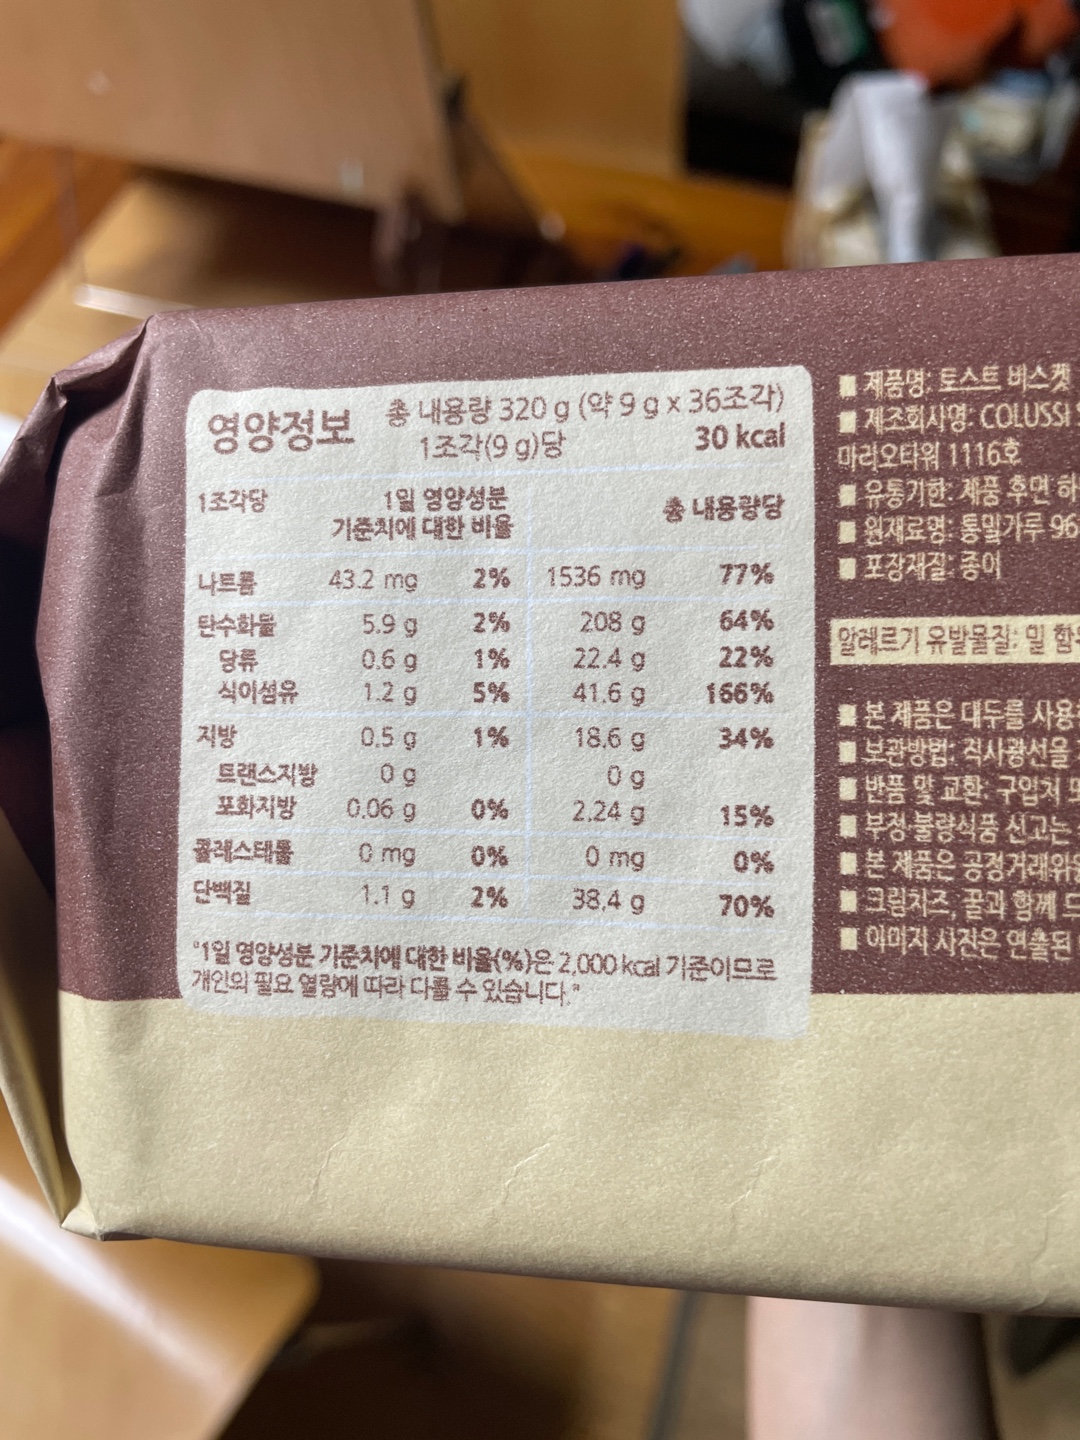 영양정보
총 내용량 320 g (약 9 g x 36조각)
1조각(9 g)당 30 kcal
1조각당 1일 영양성분 기준치에 대한 비율 총 내용량당
나트륨 43.2 mg 2% 1536 mg 77%
탄수화물 5.9 g 2% 208 g 64%
당류 0.6 g 1% 22.4 g 22%
식이섬유 1.2 g 5% 41.6 g 166%
지방 0.5 g 1% 18.6 g 34%
트랜스지방 0 g 0 g
포화지방 0.06 g 0% 2.24 g 15%
콜레스테롤 0 mg 0% 0 mg 0%
단백질 1.1 g 2% 38.4 g 70%
"1일 영양성분 기준치에 대한 비율(%)은 2,000 kcal 기준이므로
개인의 필요 열량에 따라 다를 수 있습니다."
■ 제품명: 토스트 비스켓
■ 제조회사명: COLUSSI
마리오타워 1116호
■ 유통기한: 제품 후면 하
■ 원재료명: 통밀가루 96
■ 포장재질: 종이
알레르기 유발물질: 밀 함
■ 본 제품은 대두를 사용
■ 보관방법: 직사광선을
■ 반품 및 교환: 구입처 또
■ 부정·불량식품 신고는
■ 본 제품은 공정거래위원
■ 크림치즈, 꿀과 함께 드
■ 이미지 사진은 연출된